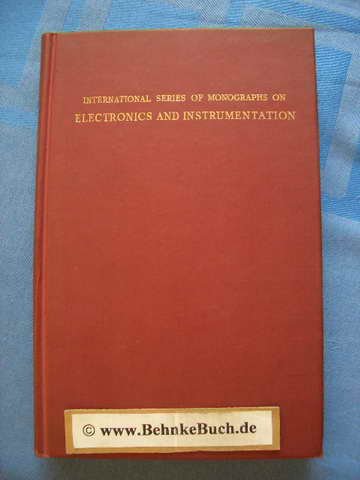 INTERNATIONAL SERIES OF MONOGRAPHS ON
ELECTRONICS AND INSTRUMENTATION
© www.BehnkeBuch.de